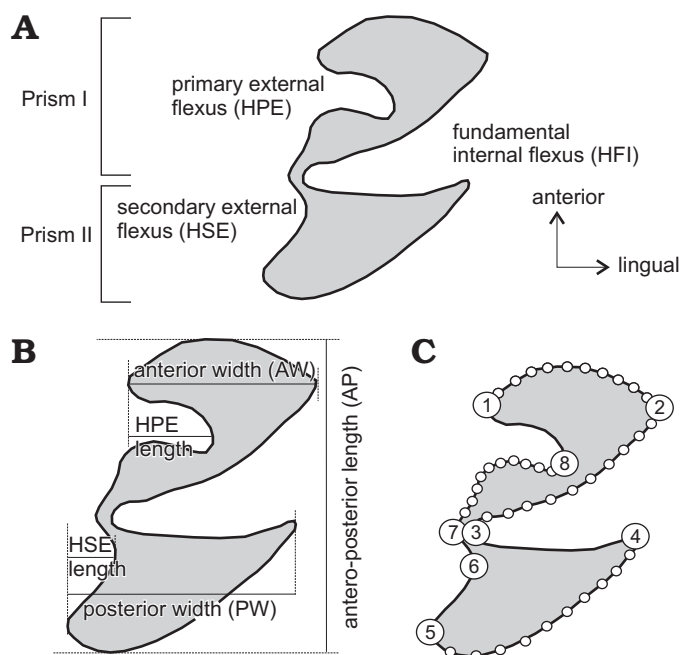 A
Prism I
primary external
flexus (HPE)
fundamental
internal flexus (HFI)
Prism II
secondary external
flexus (HSE)
anterior
lingual
B
anterior width (AW)
HPE
length
HSE
length
posterior width (PW)
antero-posterior length (AP)
C
1
2
8
7
3
4
6
5